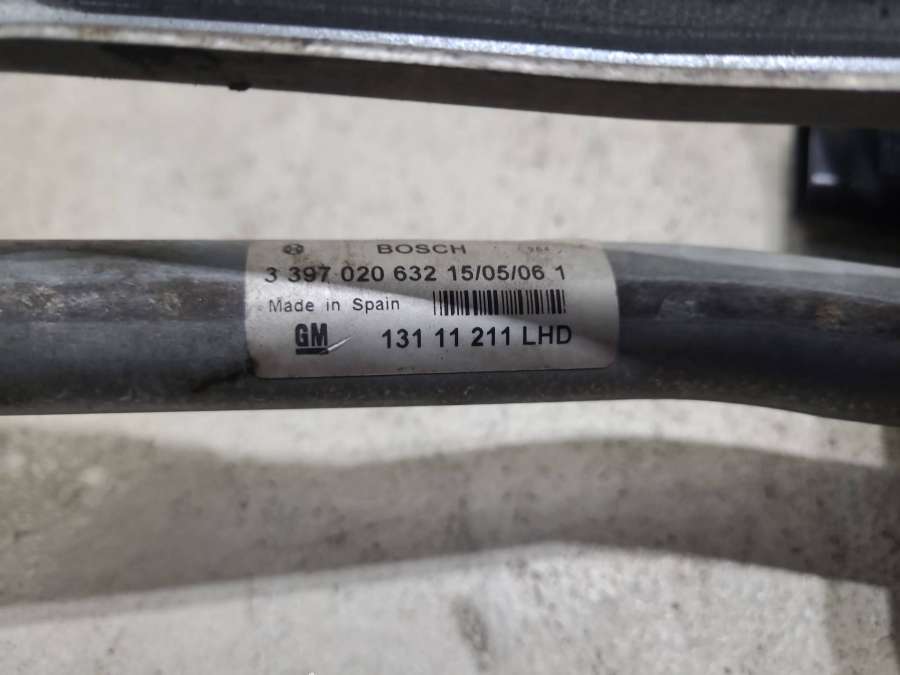 BOSCH
3 397 020 632 15/05/06 1
Made in Spain
GM
131 11 211 LHD